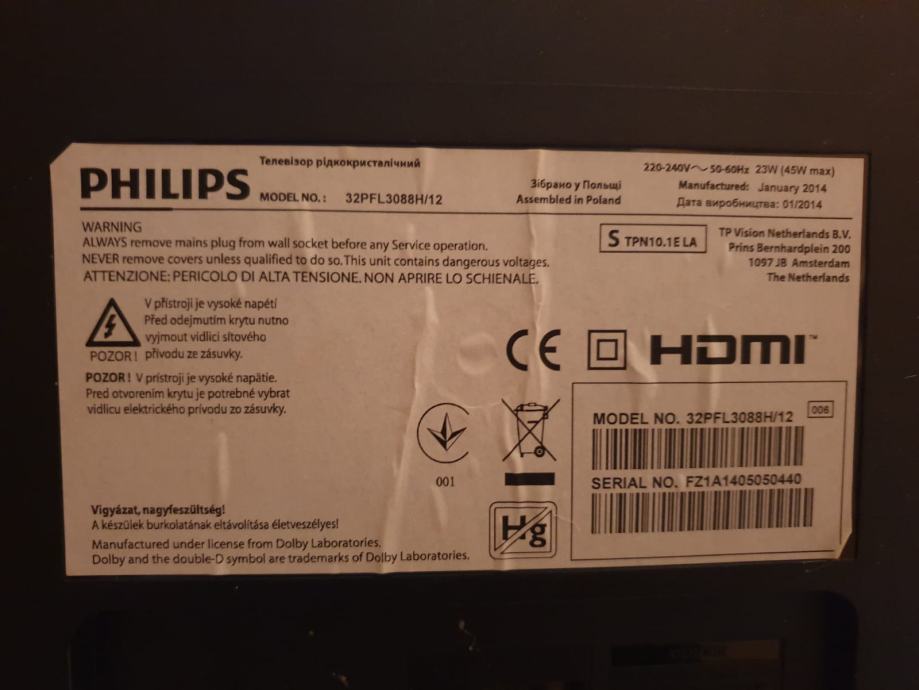 Телевізор рідкокристалічний
PHILIPS
MODEL NO.: 32PFL3088H/12
Зібрано у Польщі
Assembled in Poland
220-240V~ 50-60Hz 23W (45W max)
Manufactured: January 2014
Дата виробництва: 01/2014
WARNING
ALWAYS remove mains plug from wall socket before any Service operation.
NEVER remove covers unless qualified to do so. This unit contains dangerous voltages.
ATTENZIONE: PERICOLO DI ALTA TENSIONE. NON APRIRE LO SCHIENALE.
S TPN10.1E LA
TP Vision Netherlands B.V.
Prins Bernhardplein 200
1097 JB Amsterdam
The Netherlands
V přístroji je vysoké napětí
Před odejmutím krytu nutno
vyjmout vidlici síťového
POZOR! přívodu ze zásuvky.
POZOR! V prístroji je vysoké napätie.
Pred otvorením krytu je potrebné vybrat
vidlicu elektrického prívodu zo zásuvky.
CE
HDMI™
001
Hg
MODEL NO. 32PFL3088H/12
006
SERIAL NO. FZ1A1405050440
Vigyázat, nagyfeszültség!
A készülek burkolatának eltávolítása életveszélyes!
Manufactured under license from Dolby Laboratories.
Dolby and the double-D symbol are trademarks of Dolby Laboratories.